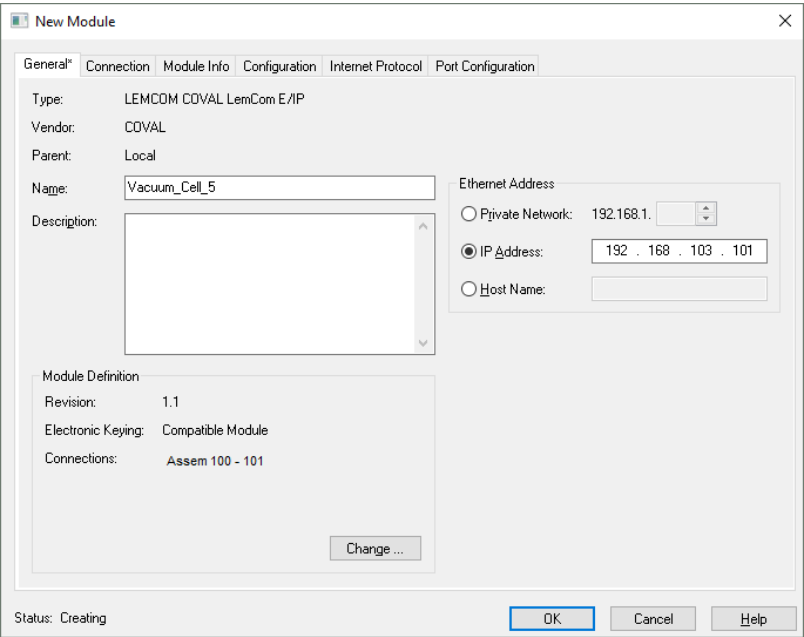 New Module
General* Connection Module Info Configuration Internet Protocol Port Configuration
Type: LEMCOM COVAL LemCom E/IP
Vendor: COVAL
Parent: Local
Name: Vacuum_Cell_5
Description:
Ethernet Address
Private Network: 192.168.1.
IP Address: 192 . 168 . 103 . 101
Host Name:
Module Definition
Revision: 1.1
Electronic Keying: Compatible Module
Connections: Assem 100 - 101
Change ...
Status: Creating
OK Cancel Help